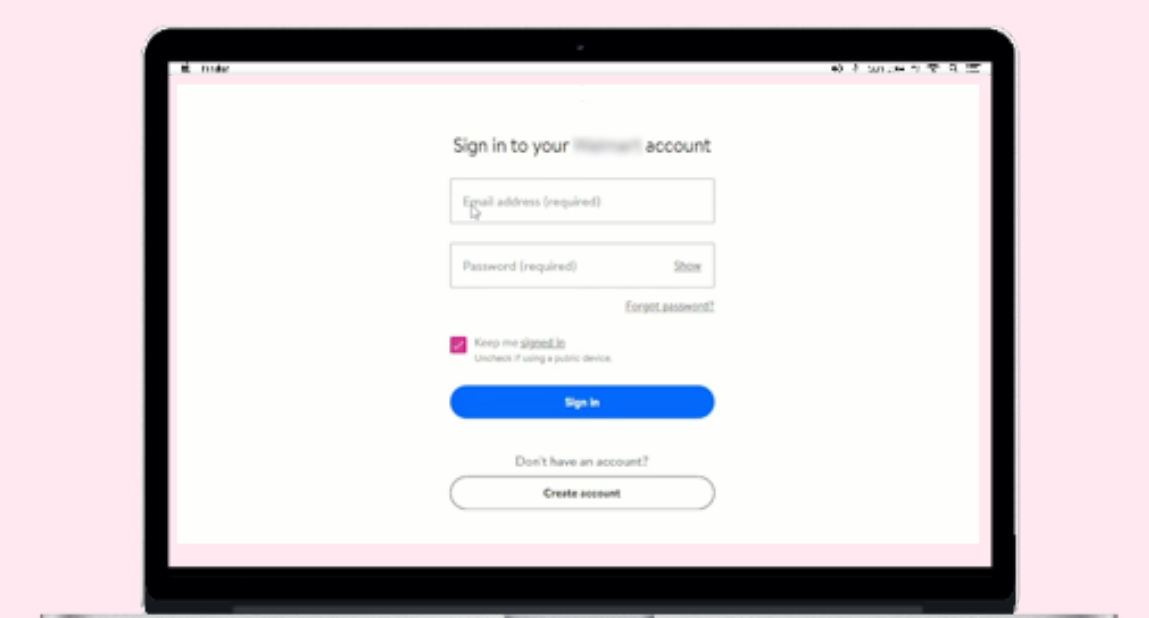 Finder
Sign in to your account
Email address (required)
Password (required) Show
Forgot password?
Keep me signed in
Uncheck if using a public device.
Sign in
Don't have an account?
Create account